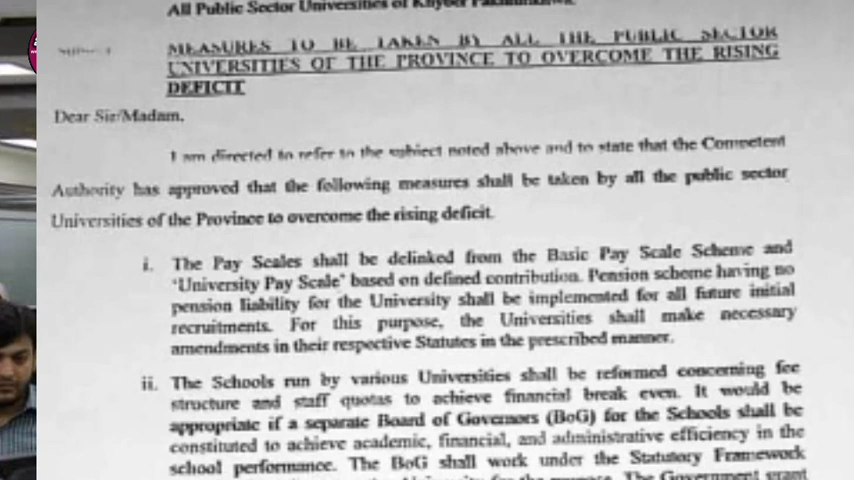 All Public Sector Universities of Khyber Pakhtunkhwa.
MEASURES TO BE TAKEN BY ALL THE PUBLIC SECTOR
UNIVERSITIES OF THE PROVINCE TO OVERCOME THE RISING
DEFICIT
Dear Sir/Madam,
I am directed to refer to the subject noted above and to state that the Competent
Authority has approved that the following measures shall be taken by all the public sector
Universities of the Province to overcome the rising deficit.
i. The Pay Scales shall be delinked from the Basic Pay Scale Scheme and
'University Pay Scale' based on defined contribution. Pension scheme having no
pension liability for the University shall be implemented for all future initial
recruitments. For this purpose, the Universities shall make necessary
amendments in their respective Statutes in the prescribed manner.
ii. The Schools run by various Universities shall be reformed concerning fee
structure and staff quotas to achieve financial break even. It would be
appropriate if a separate Board of Governors (BoG) for the Schools shall be
constituted to achieve academic, financial, and administrative efficiency in the
school performance. The BoG shall work under the Statutory Framework
University for the purpose. The Government grant